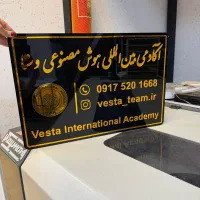 آکادمی بین‌المللی هوش مصنوعی وستا
0917 520 1668
vesta_team.ir
Vesta International Academy